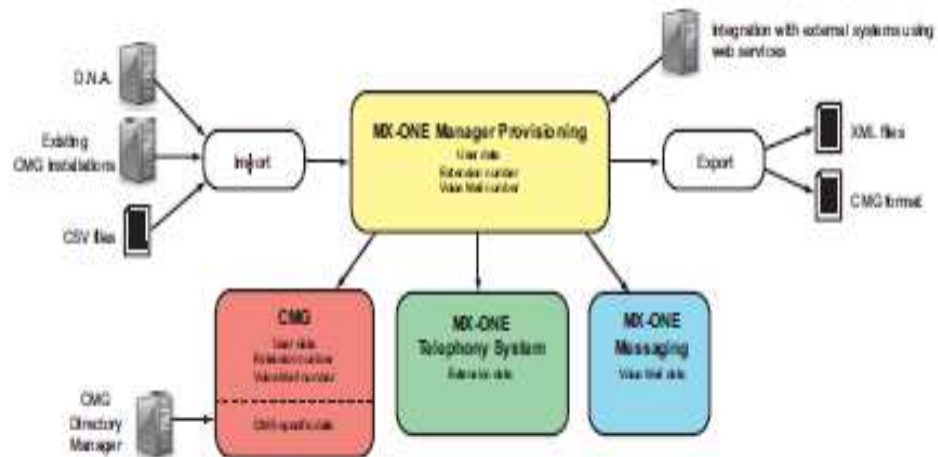 D.N.A.
Existing
CMG Installations
CSV files
Import
Integration with external systems using
web services
MX-ONE Manager Provisioning
User data
Extension number
Voice Mail number
Export
XML files
CMG format
CMG
User data
Extension number
Voice Mail number
CMG-specific data
MX-ONE
Telephony System
Extension data
MX-ONE
Messaging
Voice Mail data
CMG
Directory
Manager